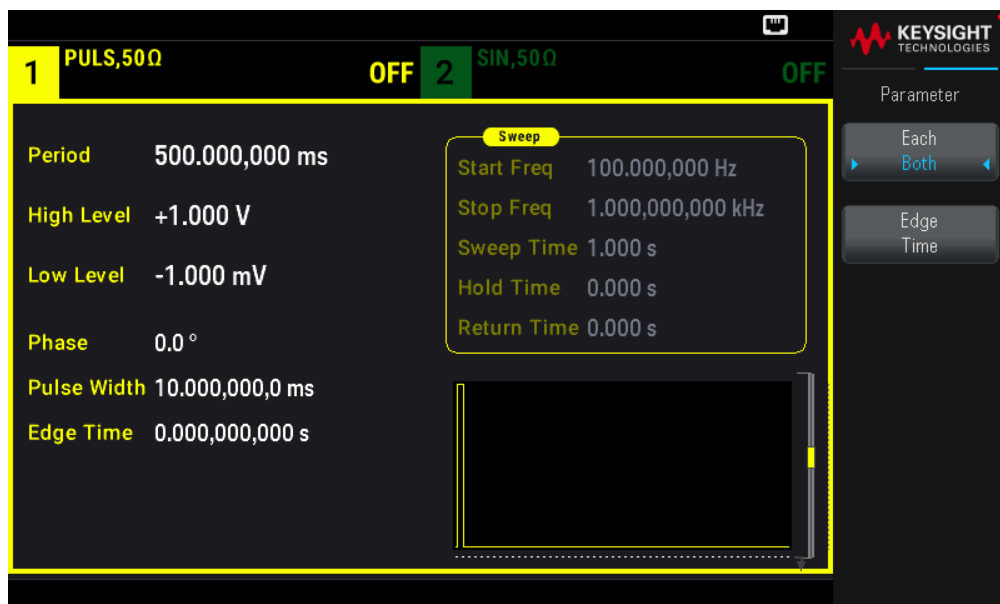 KEYSIGHT
TECHNOLOGIES
1 PULS,50Ω OFF
2 SIN,50Ω OFF
Period 500.000,000 ms
High Level +1.000 V
Low Level -1.000 mV
Phase 0.0 °
Pulse Width 10.000,000,0 ms
Edge Time 0.000,000,000 s
Sweep
Start Freq 100.000,000 Hz
Stop Freq 1.000,000,000 kHz
Sweep Time 1.000 s
Hold Time 0.000 s
Return Time 0.000 s
Parameter
Each
Both
Edge
Time